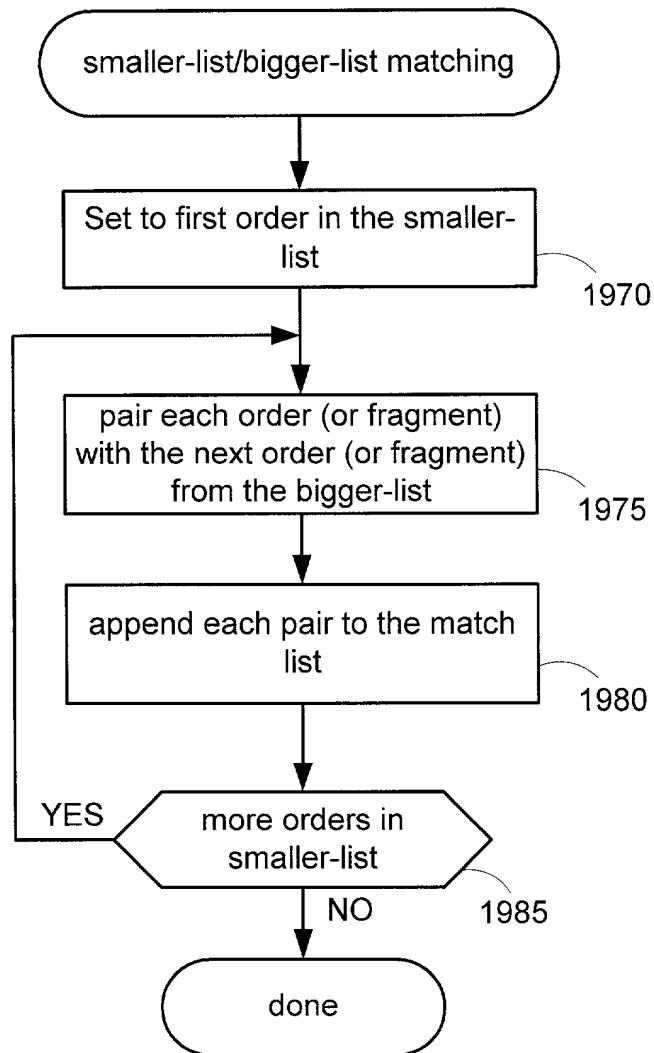 smaller-list/bigger-list matching
Set to first order in the smaller-
list
1970
pair each order (or fragment)
with the next order (or fragment)
from the bigger-list
1975
append each pair to the match
list
1980
YES
more orders in
smaller-list
1985
NO
done